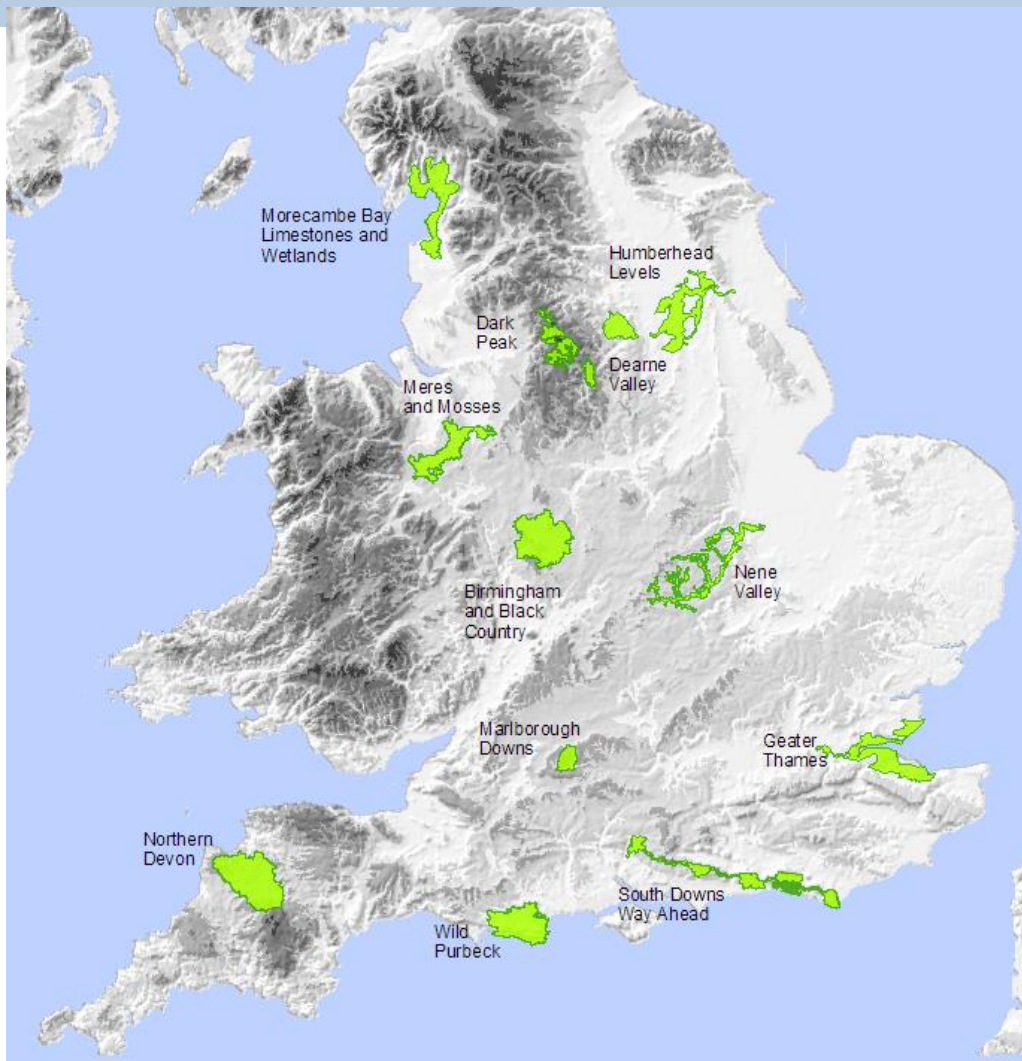 Morecambe Bay
Limestones and
Wetlands
Humberhead
Levels
Dark
Peak
Dearne
Valley
Meres
and Mosses
Birmingham
and Black
Country
Nene
Valley
Marlborough
Downs
Geater
Thames
Northern
Devon
South Downs
Way Ahead
Wild
Purbeck